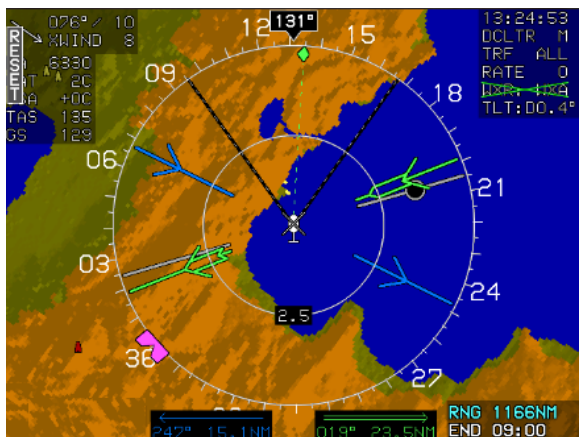 076° / 10
XWIND 8
RESET
6330
2C
+0C
TAS 135
GS 129
131°
12
15
18
21
24
27
36
03
06
09
2.5
13:24:53
DCLTR M
TRF ALL
RATE 0
TLT:D0.4°
247° 15.1NM
019° 23.5NM
RNG 1166NM
END 09:00